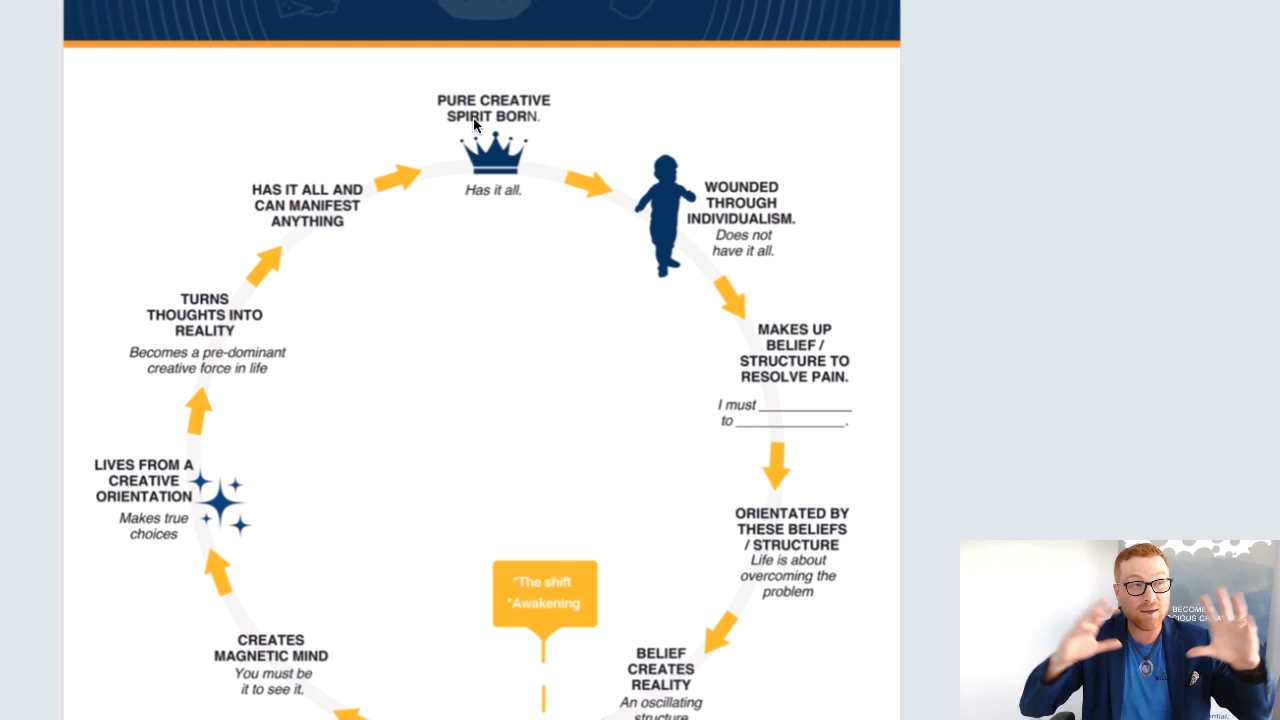 PURE CREATIVE
SPIRIT BORN.
Has it all.
WOUNDED
THROUGH
INDIVIDUALISM.
Does not
have it all.
MAKES UP
BELIEF /
STRUCTURE TO
RESOLVE PAIN.
I must ____________
to ______________.
ORIENTATED BY
THESE BELIEFS
/ STRUCTURE
Life is about
overcoming the
problem
BELIEF
CREATES
REALITY
An oscillating
structure
*The shift
*Awakening
CREATES
MAGNETIC MIND
You must be
it to see it.
LIVES FROM A
CREATIVE
ORIENTATION
Makes true
choices
TURNS
THOUGHTS INTO
REALITY
Becomes a pre-dominant
creative force in life
HAS IT ALL AND
CAN MANIFEST
ANYTHING
BECOME